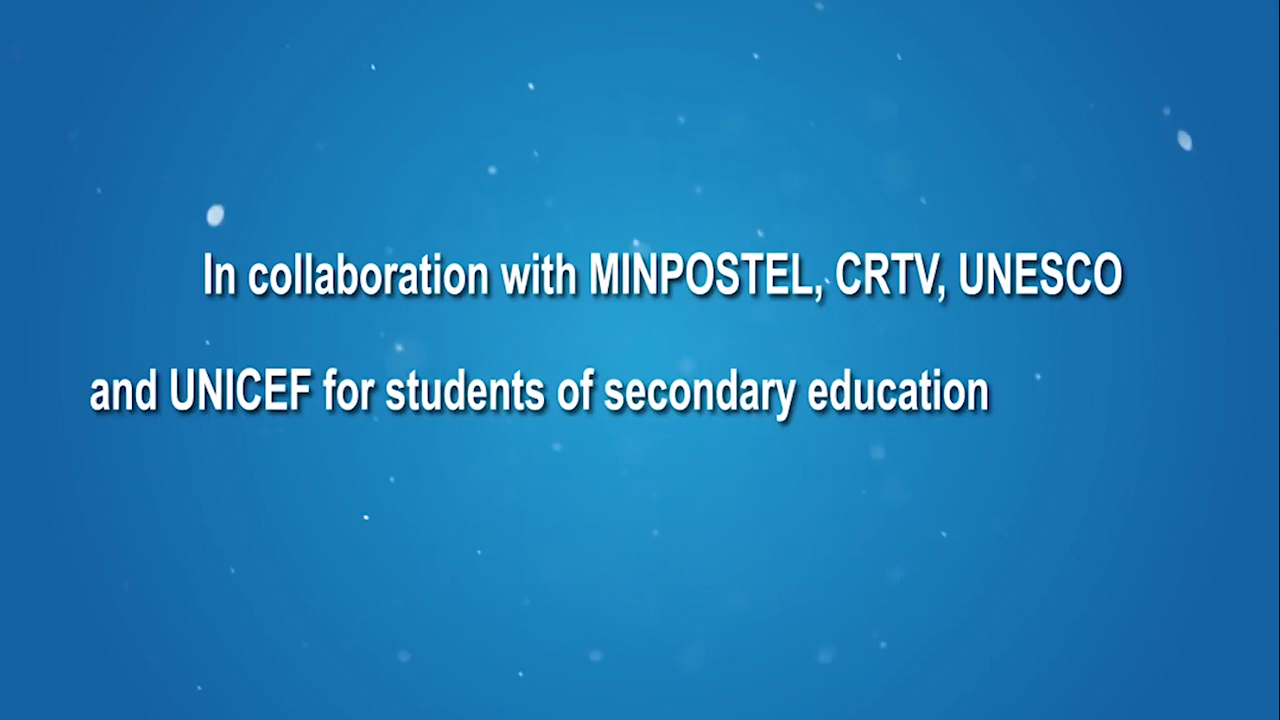 In collaboration with MINPOSTEL, CRTV, UNESCO
and UNICEF for students of secondary education